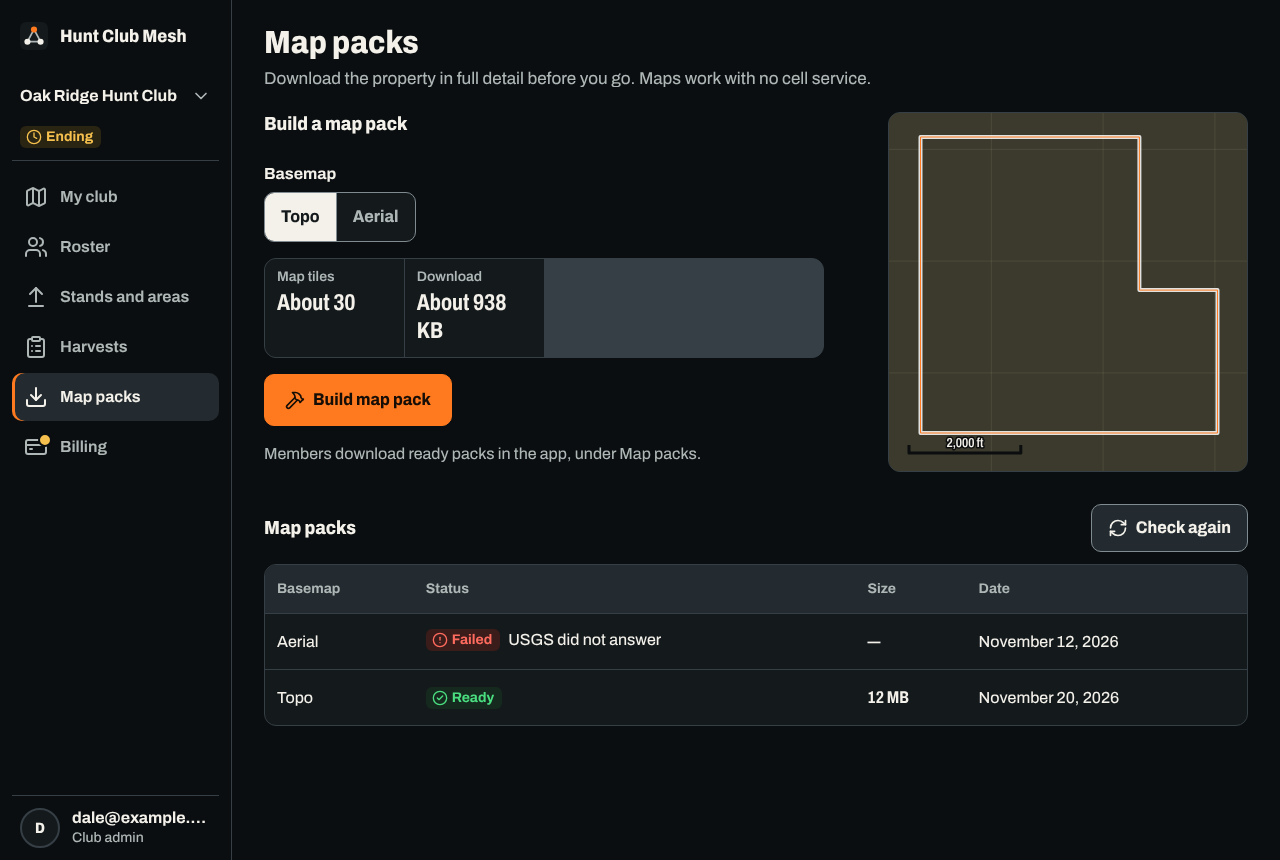 Hunt Club Mesh
Oak Ridge Hunt Club
Ending
My club
Roster
Stands and areas
Harvests
Map packs
Billing
D
dale@example....
Club admin
Map packs
Download the property in full detail before you go. Maps work with no cell service.
Build a map pack
Basemap
Topo Aerial
Map tiles
About 30
Download
About 938
KB
Build map pack
Members download ready packs in the app, under Map packs.
2,000 ft
Map packs
Check again
Basemap Status Size Date
Aerial Failed USGS did not answer — November 12, 2026
Topo Ready 12 MB November 20, 2026